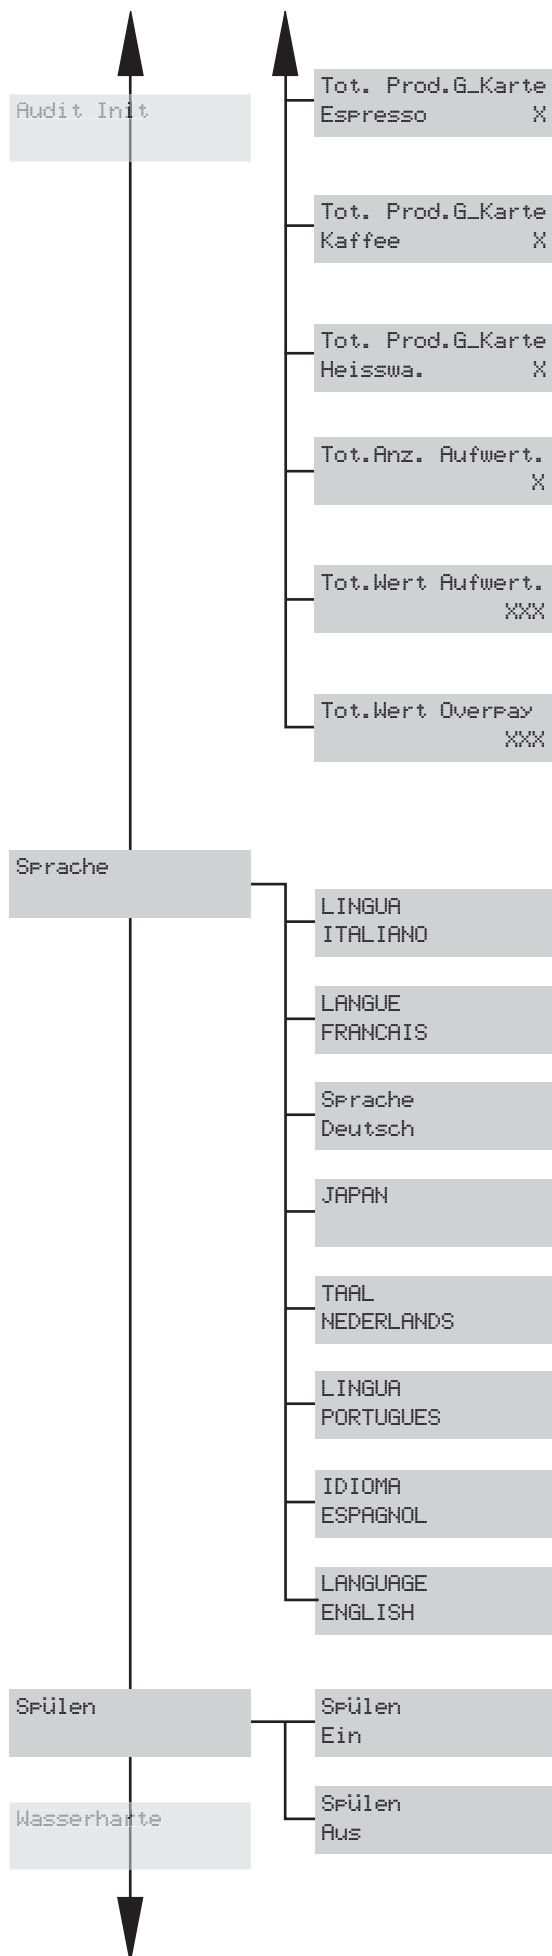 Audit Init
Tot. Prod.G_Karte
Espresso X
Tot. Prod.G_Karte
Kaffee X
Tot. Prod.G_Karte
Heisswa. X
Tot.Anz. Aufwert.
X
Tot.Wert Aufwert.
XXX
Tot.Wert Overpay
XXX
Sprache
LINGUA
ITALIANO
LANGUE
FRANCAIS
Sprache
Deutsch
JAPAN
TAAL
NEDERLANDS
LINGUA
PORTUGUES
IDIOMA
ESPAGNOL
LANGUAGE
ENGLISH
Spülen
Spülen
Ein
Spülen
Aus
Wasserharte